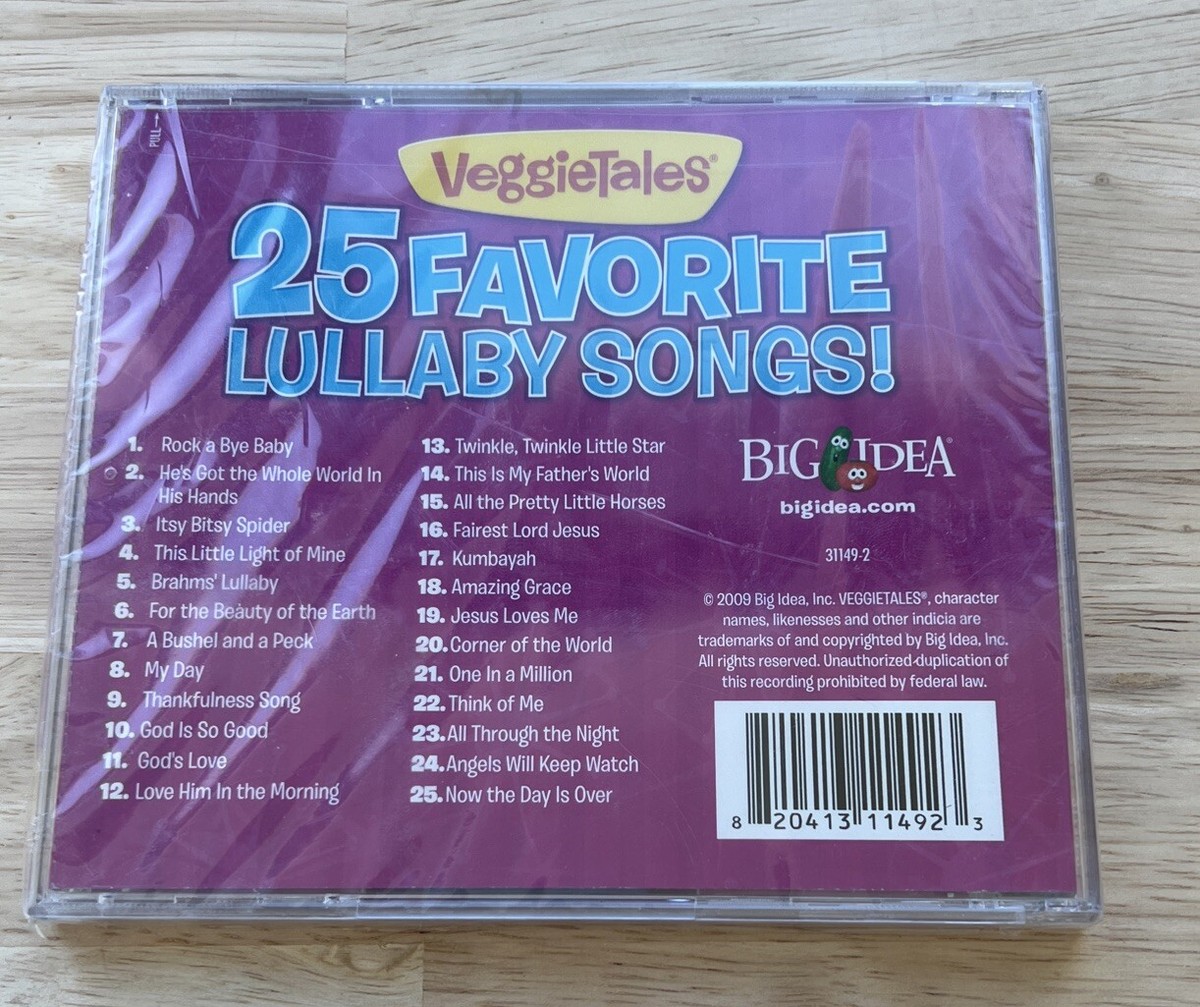 PULL→
VeggieTales®
25 FAVORITE
LULLABY SONGS!
1. Rock a Bye Baby
2. He's Got the Whole World In
His Hands
3. Itsy Bitsy Spider
4. This Little Light of Mine
5. Brahms' Lullaby
6. For the Beauty of the Earth
7. A Bushel and a Peck
8. My Day
9. Thankfulness Song
10. God Is So Good
11. God's Love
12. Love Him In the Morning
13. Twinkle, Twinkle Little Star
14. This Is My Father's World
15. All the Pretty Little Horses
16. Fairest Lord Jesus
17. Kumbayah
18. Amazing Grace
19. Jesus Loves Me
20. Corner of the World
21. One In a Million
22. Think of Me
23. All Through the Night
24. Angels Will Keep Watch
25. Now the Day Is Over
BIG IDEA®
bigidea.com
31149-2
© 2009 Big Idea, Inc. VEGGIETALES®, character
names, likenesses and other indicia are
trademarks of and copyrighted by Big Idea, Inc.
All rights reserved. Unauthorized duplication of
this recording prohibited by federal law.
8 20413 11492 3